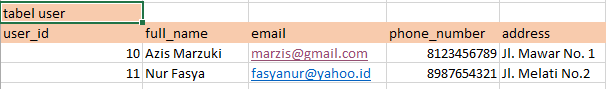 tabel user
user_id full_name email phone_number address
10 Azis Marzuki marzis@gmail.com 8123456789 Jl. Mawar No. 1
11 Nur Fasya fasyanur@yahoo.id 8987654321 Jl. Melati No.2